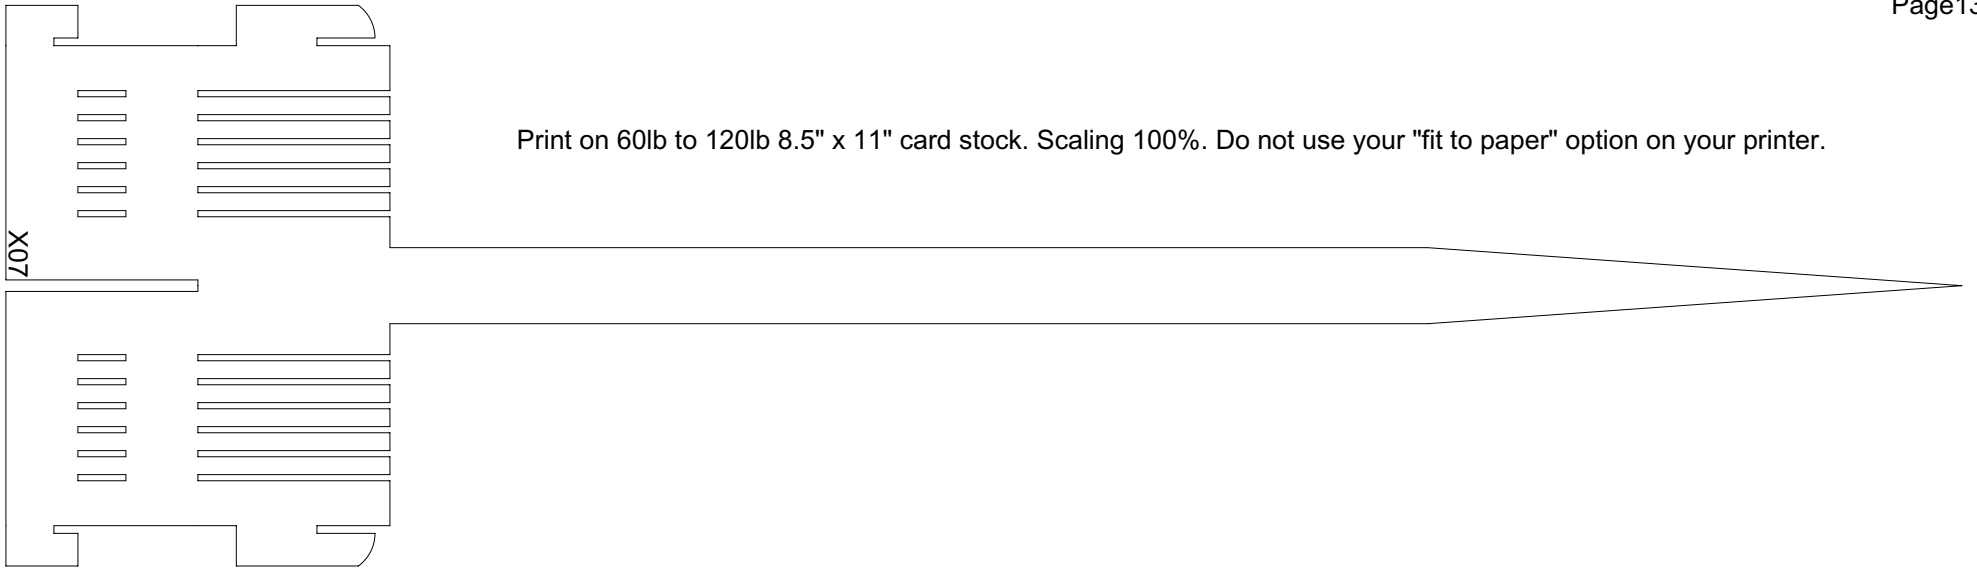 Page13
Print on 60lb to 120lb 8.5" x 11" card stock. Scaling 100%. Do not use your "fit to paper" option on your printer.
X07